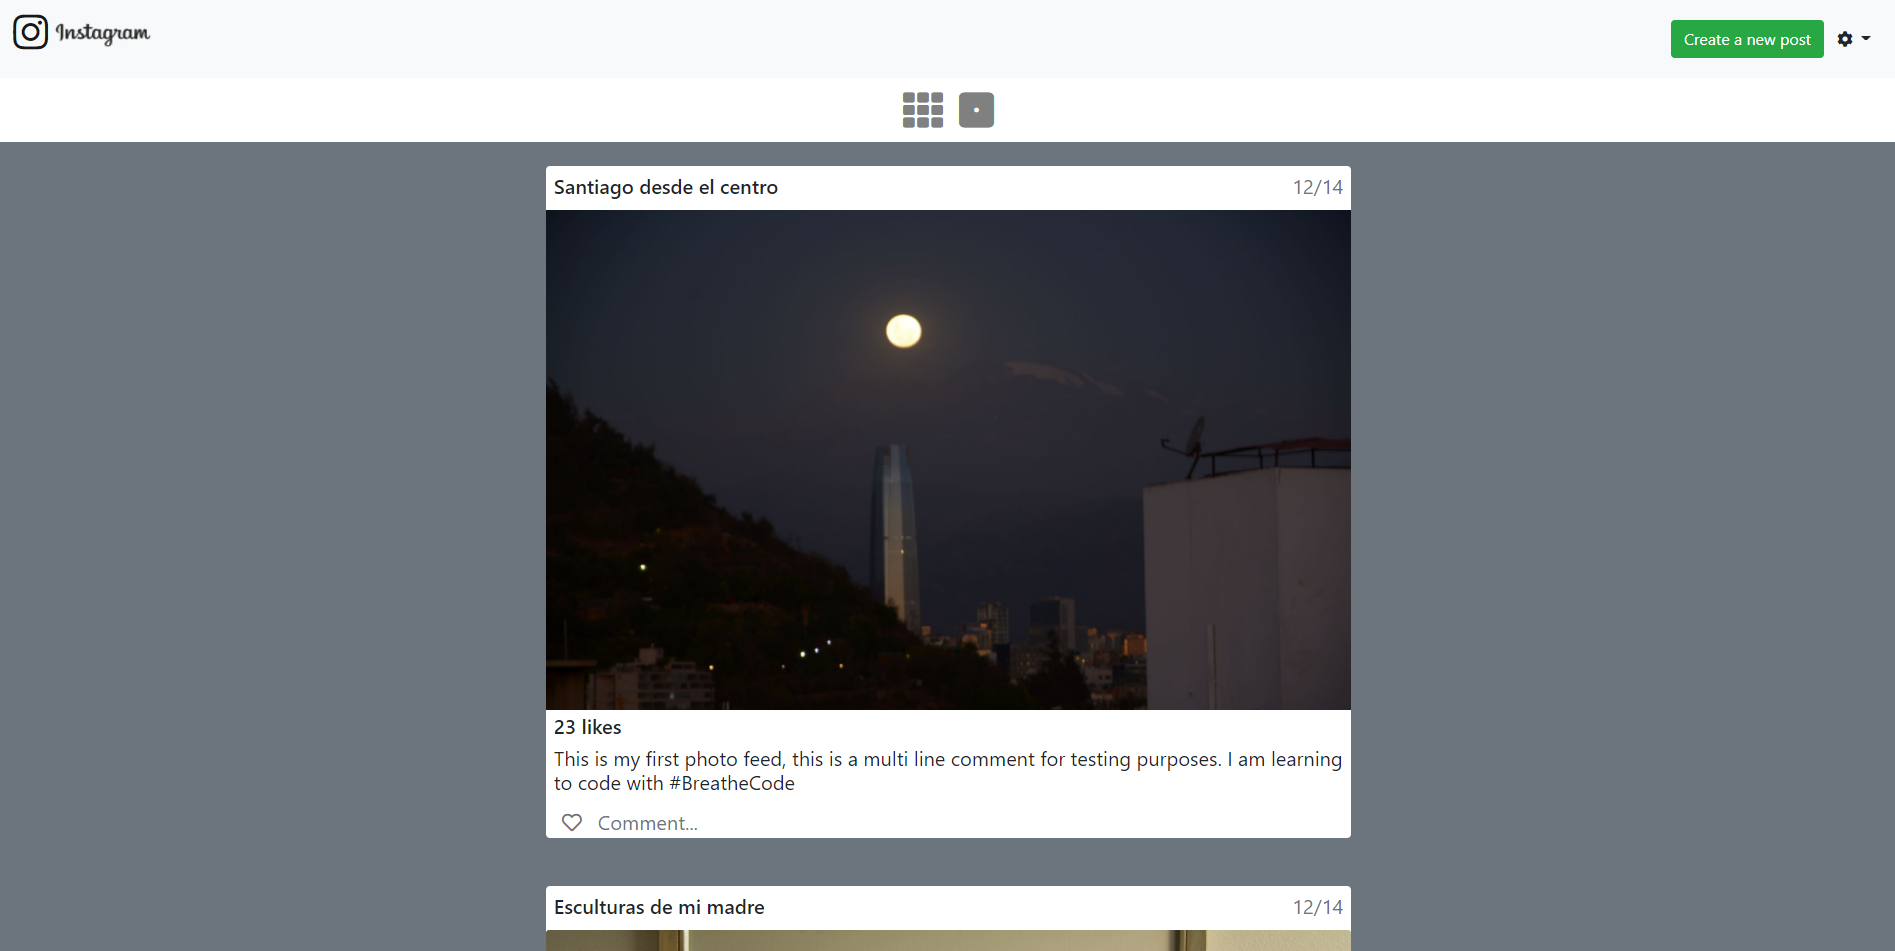 Instagram
Create a new post
Santiago desde el centro
12/14
23 likes
This is my first photo feed, this is a multi line comment for testing purposes. I am learning
to code with #BreatheCode
Comment...
Esculturas de mi madre
12/14